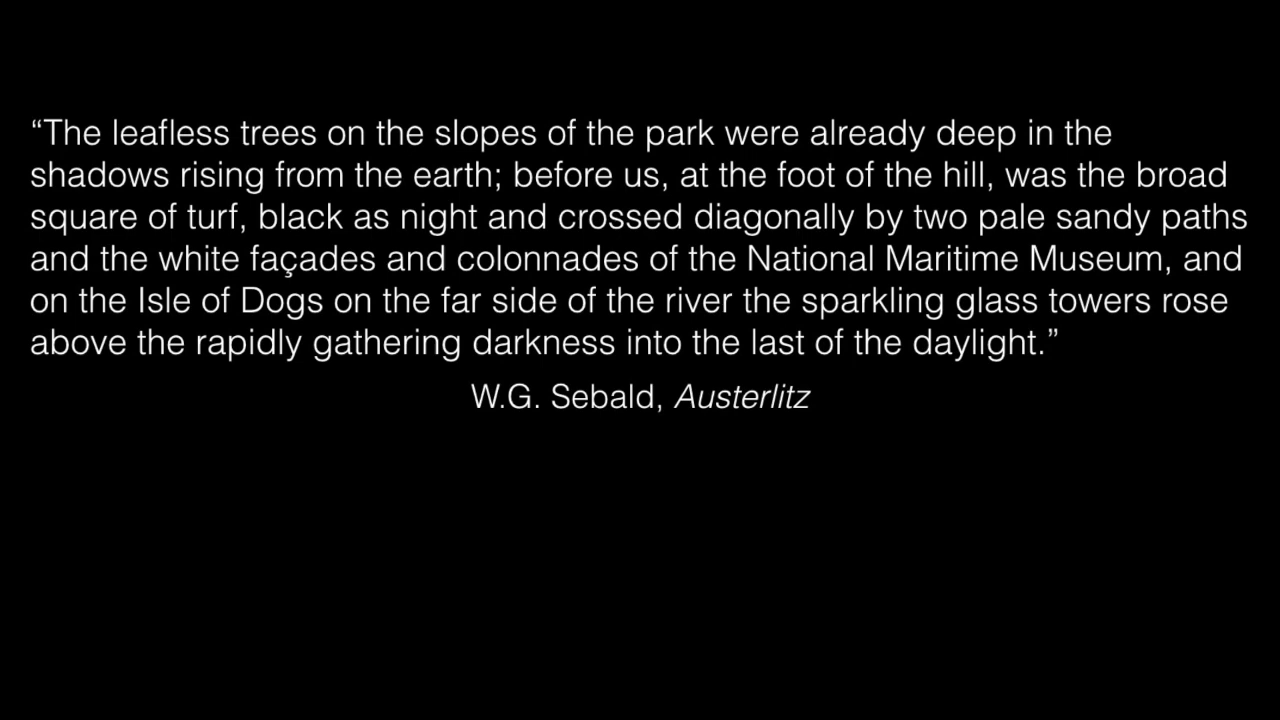 “The leafless trees on the slopes of the park were already deep in the
shadows rising from the earth; before us, at the foot of the hill, was the broad
square of turf, black as night and crossed diagonally by two pale sandy paths
and the white façades and colonnades of the National Maritime Museum, and
on the Isle of Dogs on the far side of the river the sparkling glass towers rose
above the rapidly gathering darkness into the last of the daylight.”
W.G. Sebald, Austerlitz